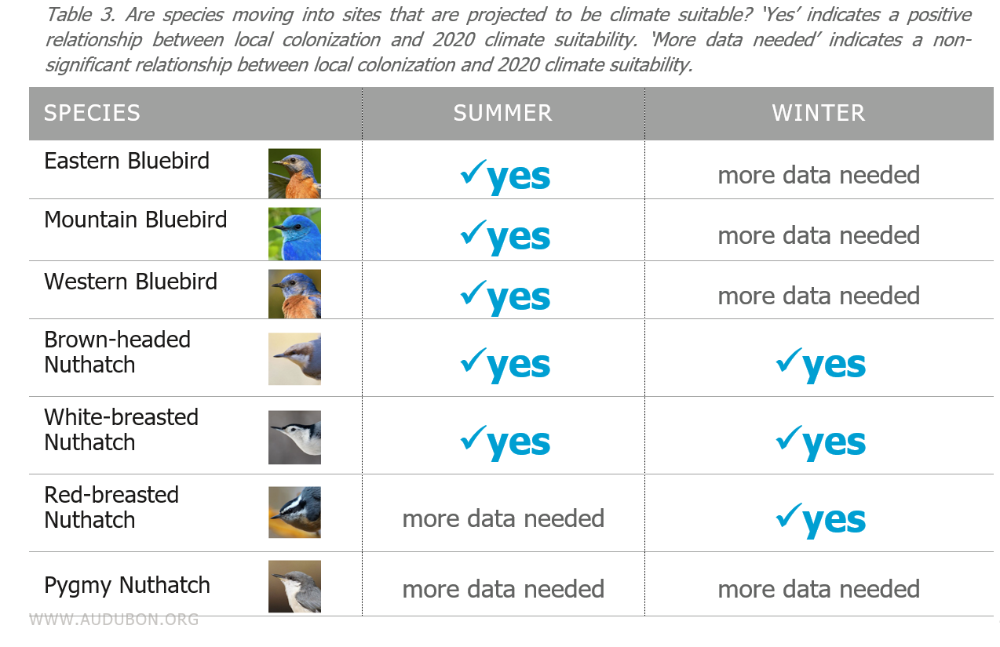 Table 3. Are species moving into sites that are projected to be climate suitable? ‘Yes’ indicates a positive
relationship between local colonization and 2020 climate suitability. ‘More data needed’ indicates a non-
significant relationship between local colonization and 2020 climate suitability.
SPECIES SUMMER WINTER
Eastern Bluebird ✓yes more data needed
Mountain Bluebird ✓yes more data needed
Western Bluebird ✓yes more data needed
Brown-headed
Nuthatch ✓yes ✓yes
White-breasted
Nuthatch ✓yes ✓yes
Red-breasted
Nuthatch more data needed ✓yes
Pygmy Nuthatch more data needed more data needed
WWW.AUDUBON.ORG